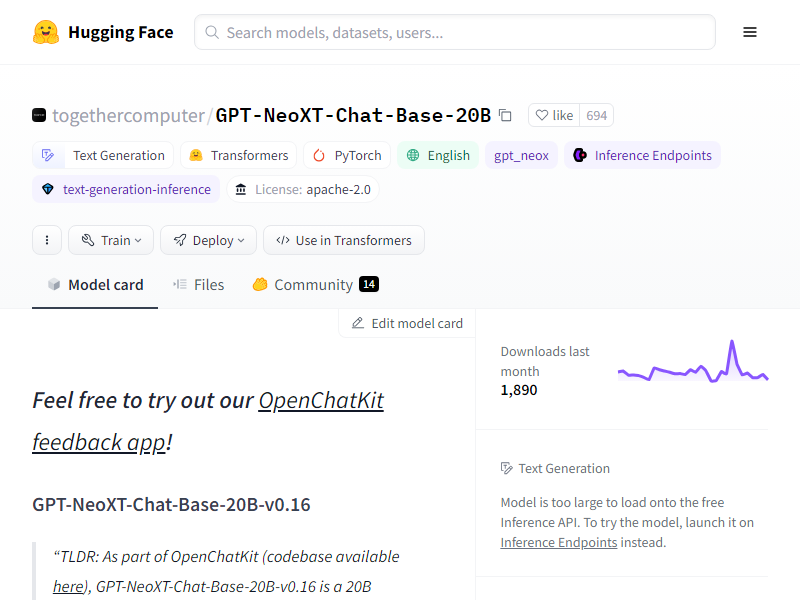 Hugging Face
Search models, datasets, users...
togethercomputer/GPT-NeoXT-Chat-Base-20B
like 694
Text Generation Transformers PyTorch English gpt_neox Inference Endpoints
text-generation-inference License: apache-2.0
Train Deploy </> Use in Transformers
Model card Files Community 14
Edit model card
Feel free to try out our OpenChatKit
feedback app!
GPT-NeoXT-Chat-Base-20B-v0.16
“TLDR: As part of OpenChatKit (codebase available
here), GPT-NeoXT-Chat-Base-20B-v0.16 is a 20B
Downloads last
month
1,890
Text Generation
Model is too large to load onto the free
Inference API. To try the model, launch it on
Inference Endpoints instead.